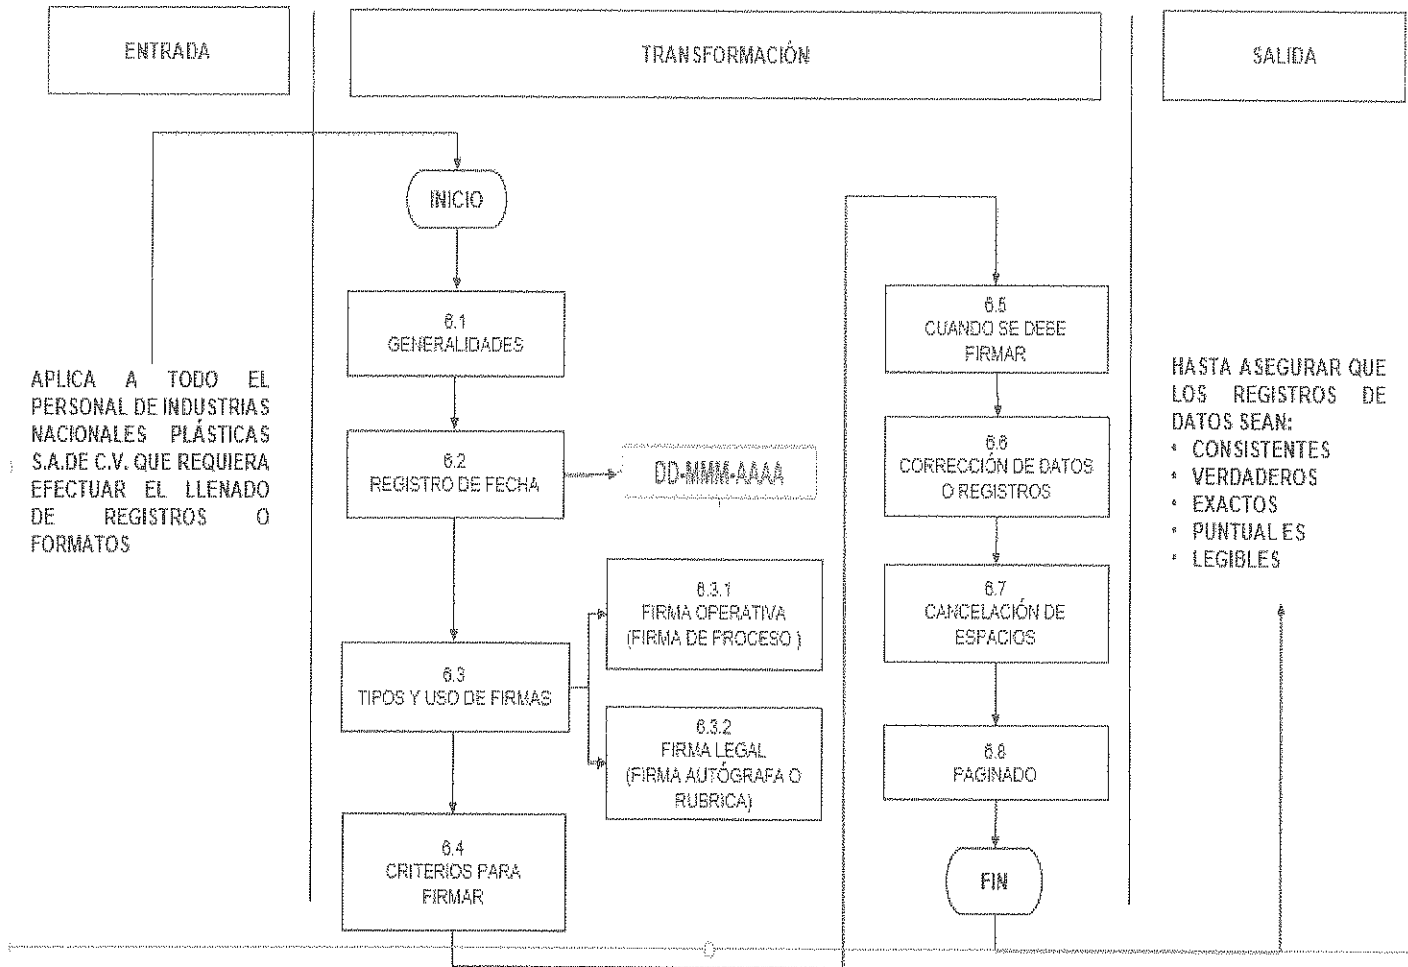 ENTRADA
TRANSFORMACIÓN
SALIDA
APLICA A TODO EL
PERSONAL DE INDUSTRIAS
NACIONALES PLÁSTICAS
S.A.DE C.V. QUE REQUIERA
EFECTUAR EL LLENADO
DE REGISTROS O
FORMATOS
INICIO
6.1
GENERALIDADES
6.2
REGISTRO DE FECHA
DD-MMM-AAAA
6.3
TIPOS Y USO DE FIRMAS
6.3.1
FIRMA OPERATIVA
(FIRMA DE PROCESO )
6.3.2
FIRMA LEGAL
(FIRMA AUTÓGRAFA O
RUBRICA)
6.4
CRITERIOS PARA
FIRMAR
6.5
CUANDO SE DEBE
FIRMAR
6.6
CORRECCIÓN DE DATOS
O REGISTROS
6.7
CANCELACIÓN DE
ESPACIOS
6.8
PAGINADO
FIN
HASTA ASEGURAR QUE
LOS REGISTROS DE
DATOS SEAN:
• CONSISTENTES
• VERDADEROS
• EXACTOS
• PUNTUALES
• LEGIBLES